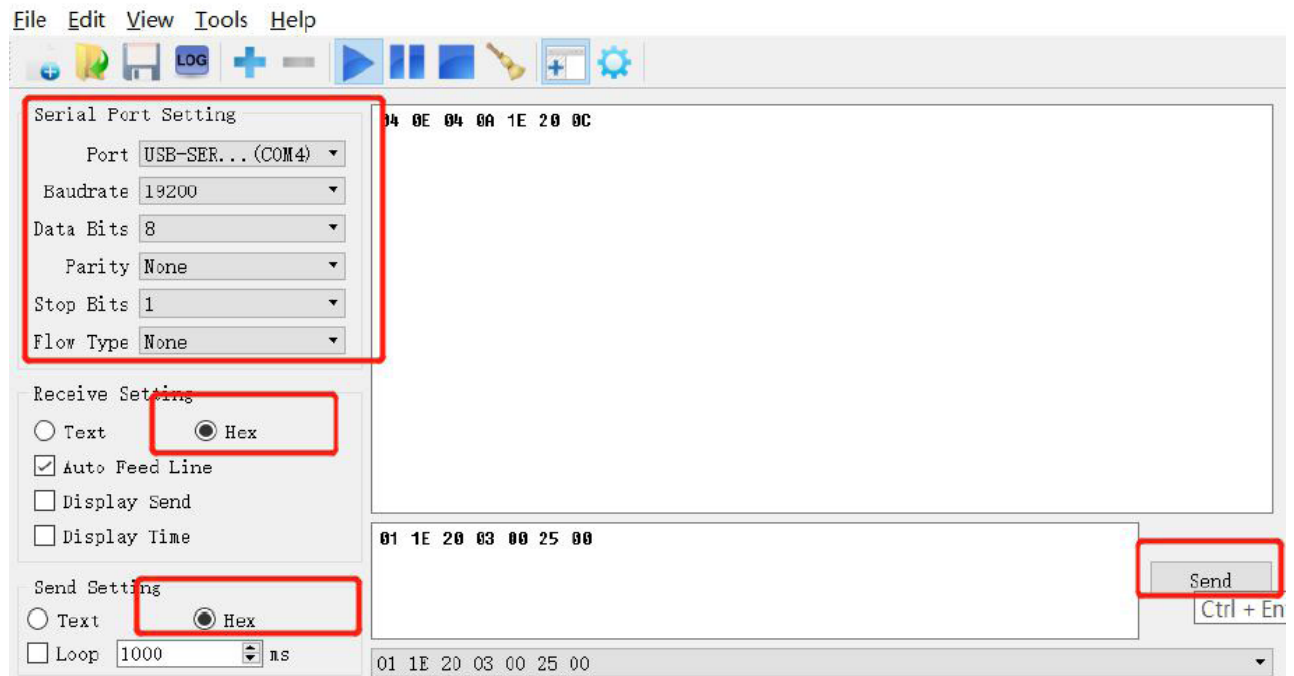 File Edit View Tools Help
LOG
Serial Port Setting
Port USB-SER...(COM4)
Baudrate 19200
Data Bits 8
Parity None
Stop Bits 1
Flow Type None
Receive Setting
Text Hex
Auto Feed Line
Display Send
Display Time
Send Setting
Text Hex
Loop 1000 ms
04 0E 04 0A 1E 20 0C
01 1E 20 03 00 25 00
Send
Ctrl + En
01 1E 20 03 00 25 00